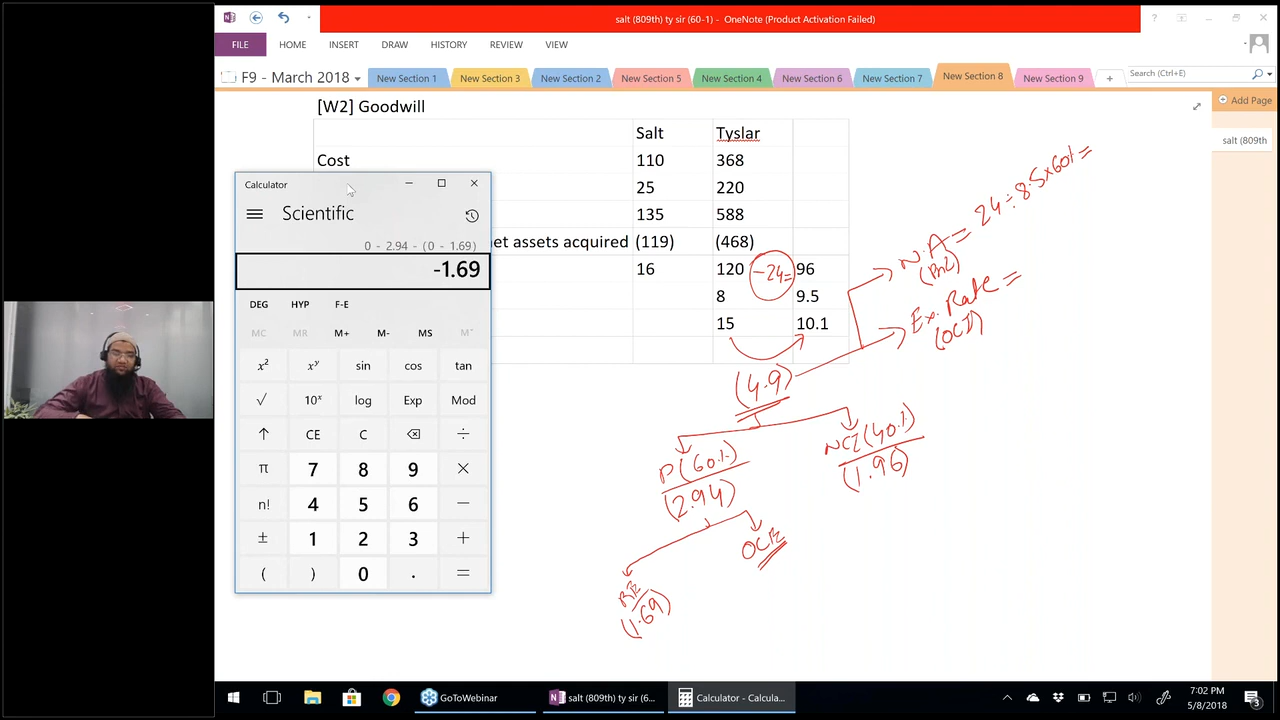 salt (809th) ty sir (60-1) - OneNote (Product Activation Failed)
FILE HOME INSERT DRAW HISTORY REVIEW VIEW
F9 - March 2018 New Section 1 New Section 3 New Section 2 New Section 5 New Section 4 New Section 6 New Section 7 New Section 8 New Section 9 + Search (Ctrl+E)
Add Page
salt (809th)
[W2] Goodwill
Salt Tyslar
Cost 110 368
25 220
135 588
net assets acquired (119) (468)
16 120 -24= 96
8 9.5
15 10.1
(4.9)
N.A = 24÷8.5x60% =
(PnL)
Ex. Rate =
(OCI)
P(60%)
(2.94)
NCI(40%)
(1.96)
RE
(1.69)
OCE
Calculator
Scientific
0 - 2.94 - (0 - 1.69)
-1.69
DEG HYP F-E
MC MR M+ M- MS M˅
x² xʸ sin cos tan
√ 10ˣ log Exp Mod
↑ CE C ⌫ ÷
π 7 8 9 ×
n! 4 5 6 −
± 1 2 3 +
( ) 0 . =
GoToWebinar
salt (809th) ty sir (6...
Calculator - Calcula...
7:02 PM
5/8/2018
3